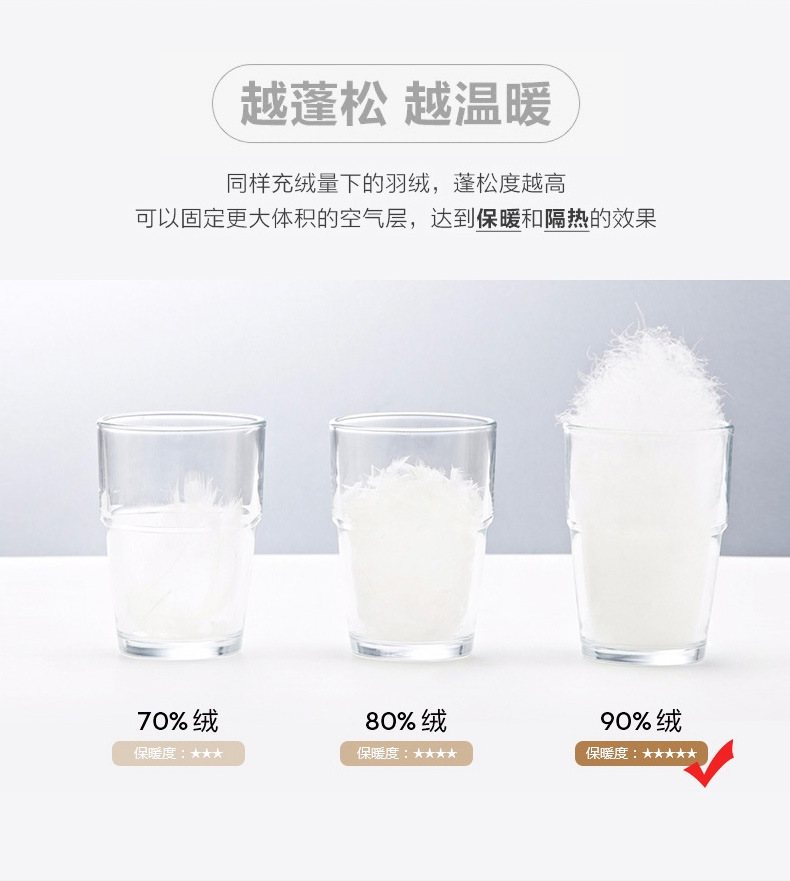 越蓬松 越温暖
同样充绒量下的羽绒，蓬松度越高
可以固定更大体积的空气层，达到保暖和隔热的效果
70% 绒
80% 绒
90% 绒
保暖度：★★★
保暖度：★★★★
保暖度：★★★★★